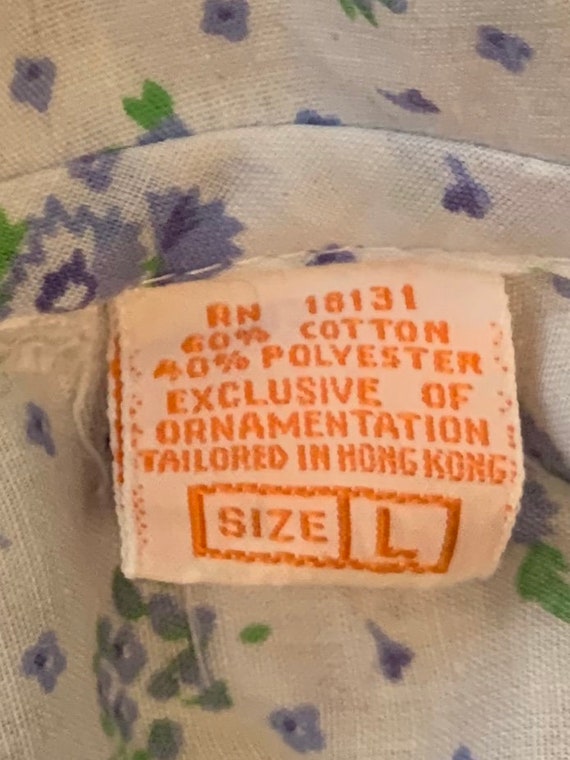 RN 18131
60% COTTON
40% POLYESTER
EXCLUSIVE OF
ORNAMENTATION
TAILORED IN HONG KONG
SIZE L